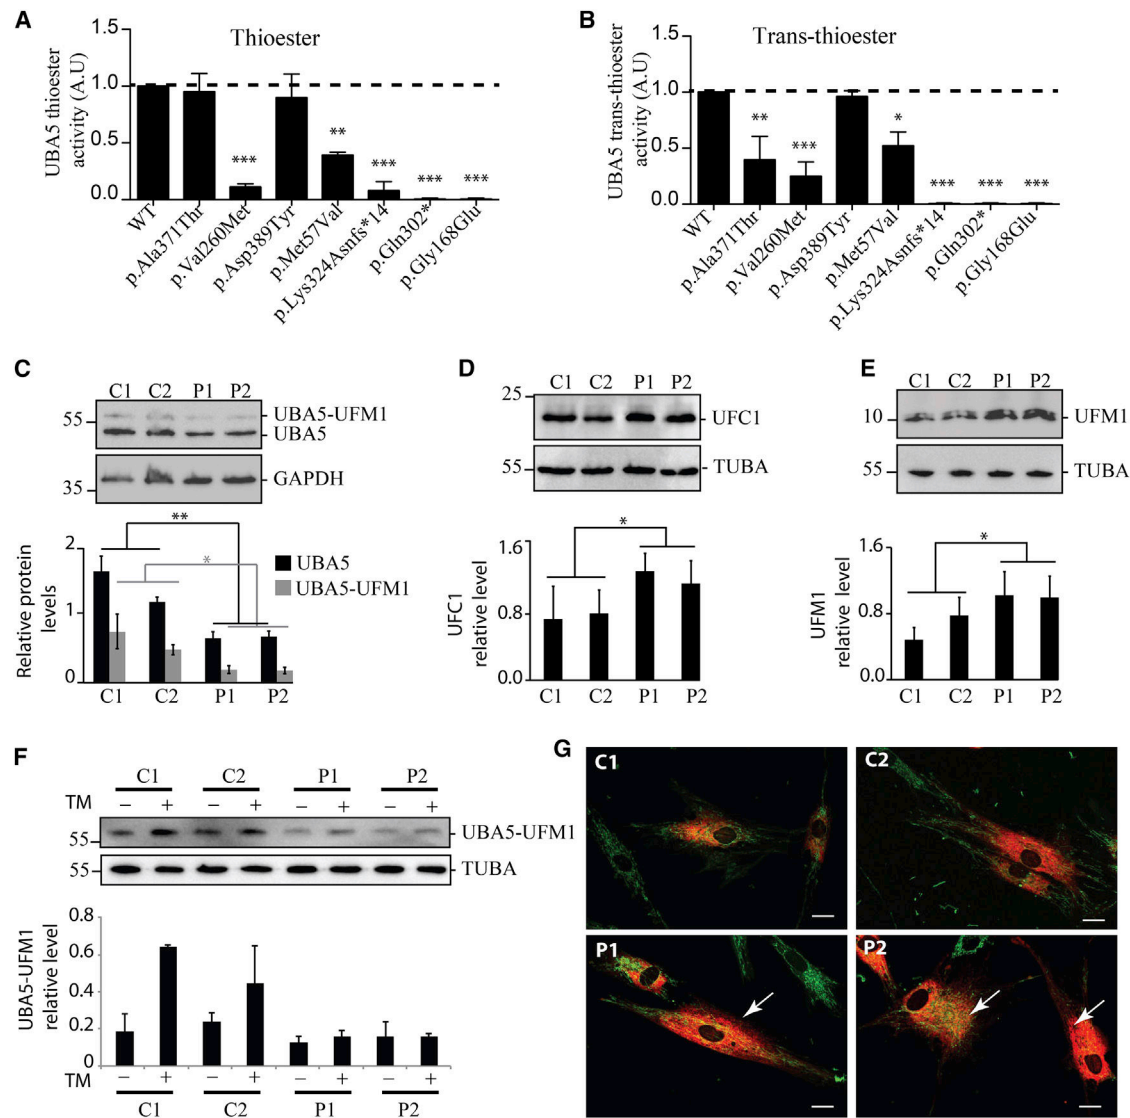 A
Thioester
UBA5 thioester
activity (A.U)
1.5
1.0
0.5
0.0
***
**
***
***
***
WT
p.Ala371Thr
p.Val260Met
p.Asp389Tyr
p.Met57Val
p.Lys324Asnfs*14
p.Gln302*
p.Gly168Glu
B
Trans-thioester
UBA5 trans-thioester
activity (A.U)
1.5
1.0
0.5
0.0
**
***
*
***
***
***
WT
p.Ala371Thr
p.Val260Met
p.Asp389Tyr
p.Met57Val
p.Lys324Asnfs*14
p.Gln302*
p.Gly168Glu
C
C1 C2 P1 P2
55
UBA5-UFM1
UBA5
35
GAPDH
Relative protein
levels
2
1
0
**
*
UBA5
UBA5-UFM1
C1 C2 P1 P2
D
C1 C2 P1 P2
25
UFC1
55
TUBA
UFC1
relative level
1.6
0.8
0.0
*
C1 C2 P1 P2
E
C1 C2 P1 P2
10
UFM1
55
TUBA
UFM1
relative level
1.6
0.8
0.0
*
C1 C2 P1 P2
F
C1 C2 P1 P2
TM − + − + − + − +
55
UBA5-UFM1
55
TUBA
UBA5-UFM1
relative level
0.8
0.6
0.4
0.2
0
TM − + − + − + − +
C1 C2 P1 P2
G
C1
C2
P1
P2